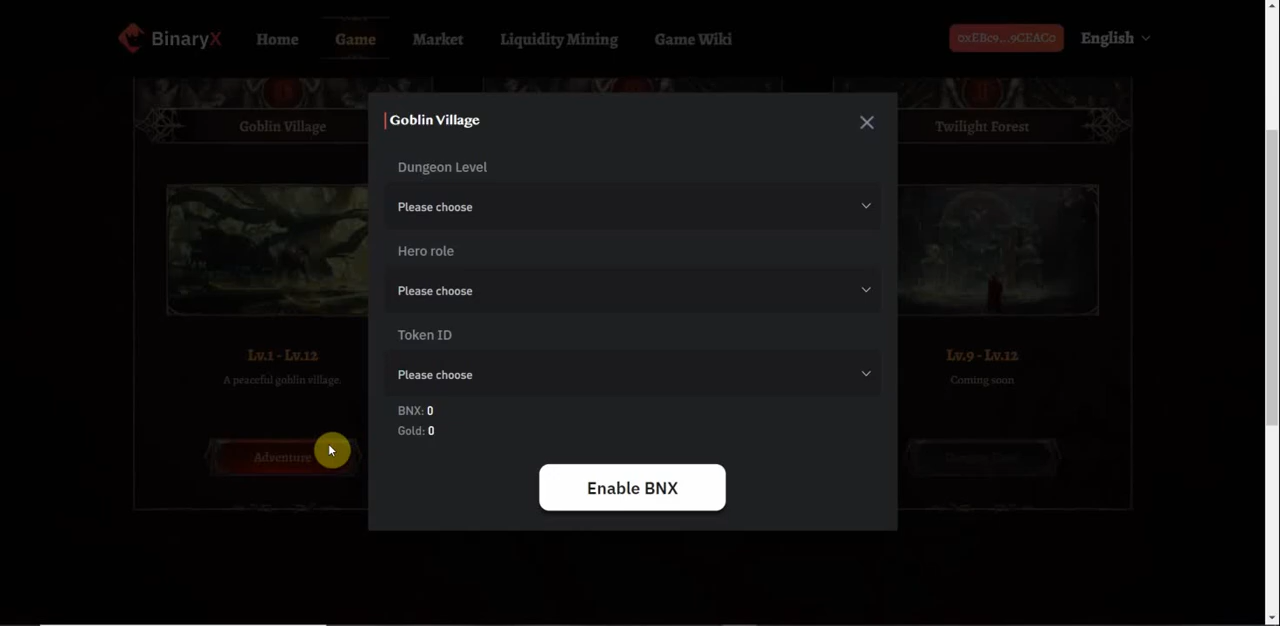 BinaryX
Home
Game
Market
Liquidity Mining
Game Wiki
0xEBc9...9CEAC0
English
Goblin Village
Twilight Forest
Goblin Village
Dungeon Level
Please choose
Hero role
Please choose
Token ID
Please choose
BNX: 0
Gold: 0
Enable BNX
Lv.1 - Lv.12
A peaceful goblin village.
Adventure
Lv.9 - Lv.12
Coming soon